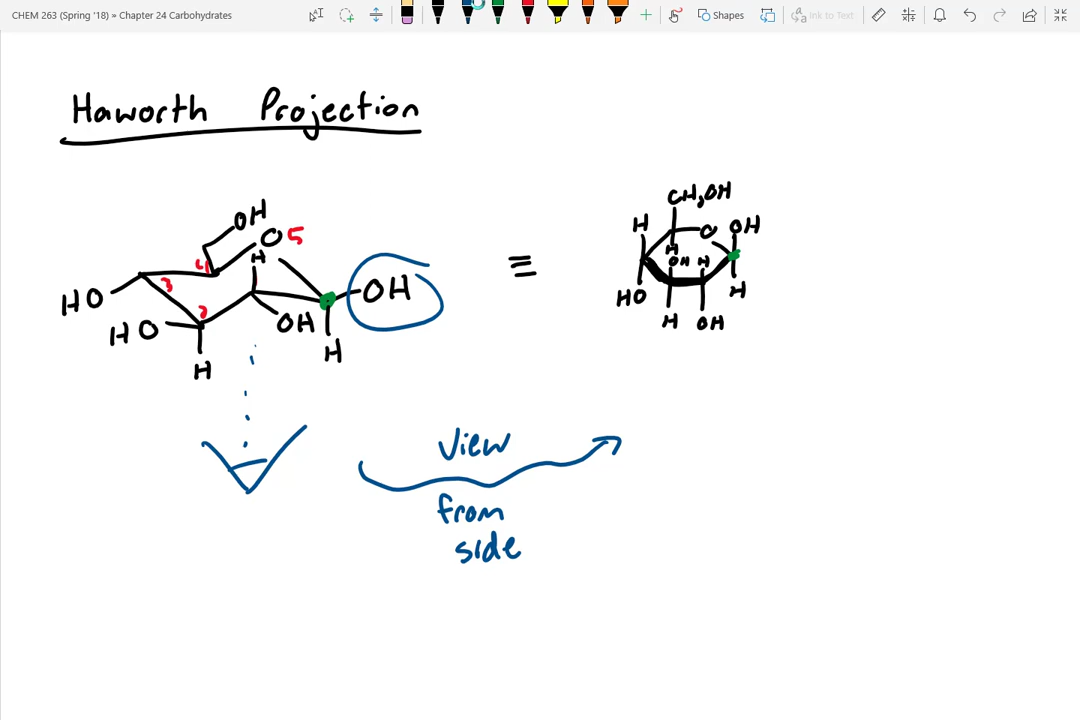 CHEM 263 (Spring '18) » Chapter 24 Carbohydrates
Shapes
Ink to Text
Haworth Projection
OH
O 5
H
4
3
HO
2
HO
OH
OH
H
H
≡
CH₂OH
H
O
OH
H
OH
H
HO
H
H
OH
View
from
side